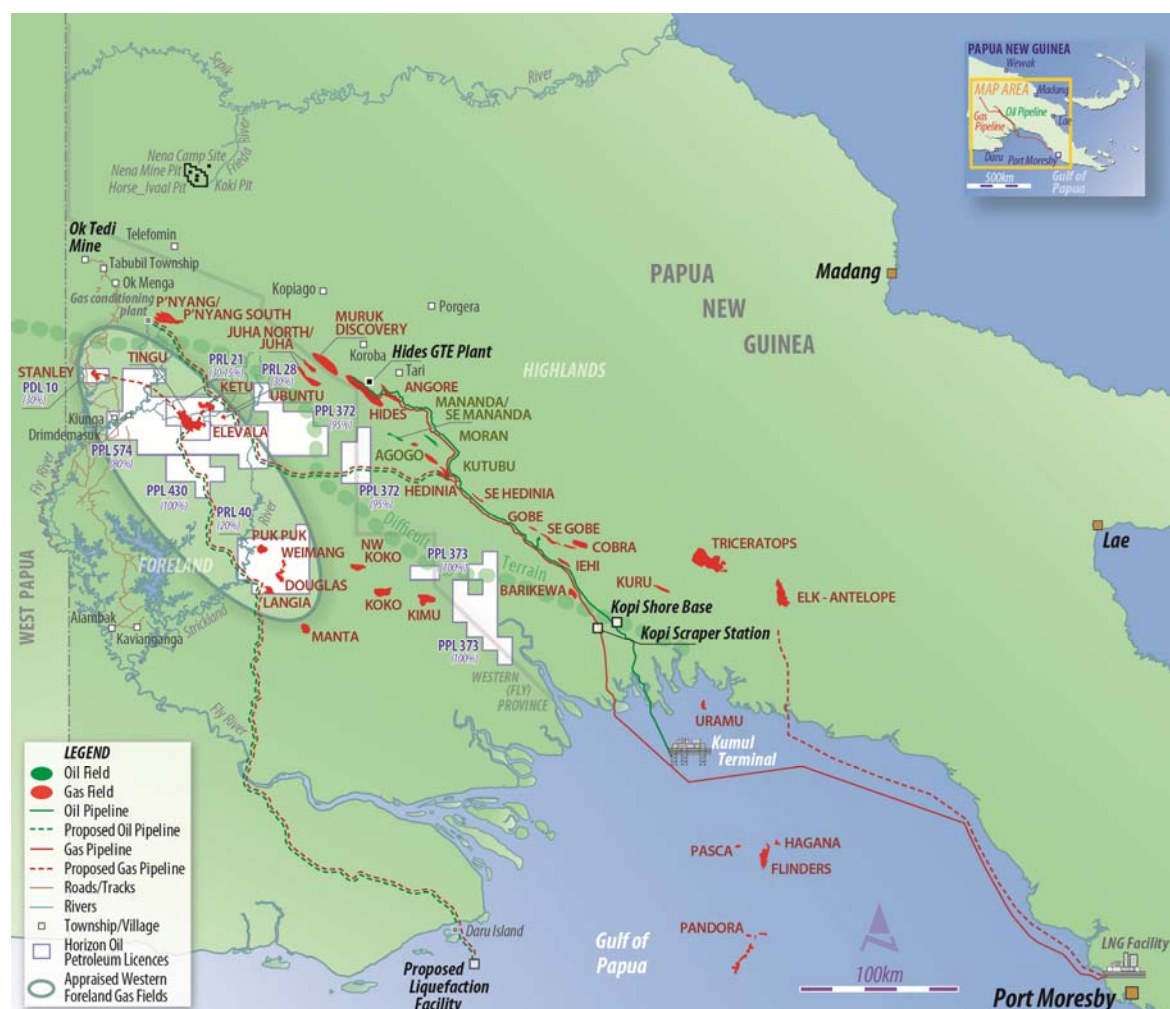 PAPUA NEW GUINEA
Wewak
MAP AREA
Madang
Oil Pipeline
Lae
Gas
Pipeline
Daru
Port Moresby
Gulf of
Papua
500km
Sepik
River
Frieda River
Nena Camp Site
Nena Mine Pit
Horse_Ivaal Pit
Koki Pit
Ok Tedi
Mine
Telefomin
Tabubil Township
Ok Menga
Gas conditioning
plant
P'NYANG/
P'NYANG SOUTH
Kopiago
Porgera
PAPUA
NEW
GUINEA
Madang
MURUK
DISCOVERY
JUHA NORTH/
JUHA
Koroba
Hides GTE Plant
Tari
HIGHLANDS
STANLEY
PDL 10
(30%)
TINGU
PRL 21
(30.15%)
KETU
PRL 28
(30%)
UBUNTU
ELEVALA
PPL 372
(95%)
HIDES
ANGORE
MANANDA/
SE MANANDA
MORAN
AGOGO
KUTUBU
HEDINIA
SE HEDINIA
Kiunga
Drimdemasuk
Fly River
PPL 574
(80%)
PPL 430
(100%)
PPL 372
(95%)
PRL 40
(20%)
River
PUK PUK
WEIMANG
DOUGLAS
LANGIA
FORELAND
Strickland
NW
KOKO
KOKO
KIMU
MANTA
Difficult
Terrain
PPL 373
(100%)
PPL 373
(100%)
GOBE
SE GOBE
COBRA
IEHI
BARIKEWA
TRICERATOPS
KURU
ELK - ANTELOPE
Lae
Kopi Shore Base
Kopi Scraper Station
WEST PAPUA
Alambak
Kavianganga
WESTERN
(FLY)
PROVINCE
Fly River
URAMU
Kumul
Terminal
PASCA
HAGANA
FLINDERS
PANDORA
Gulf of
Papua
100km
Daru Island
Proposed
Liquefaction
Facility
LNG Facility
Port Moresby
LEGEND
Oil Field
Gas Field
Oil Pipeline
Proposed Oil Pipeline
Gas Pipeline
Proposed Gas Pipeline
Roads/Tracks
Rivers
Township/Village
Horizon Oil
Petroleum Licences
Appraised Western
Foreland Gas Fields